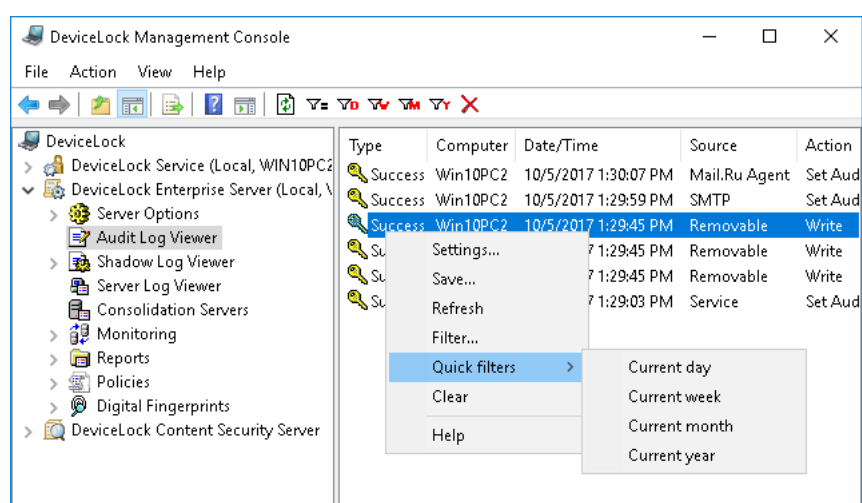 DeviceLock Management Console
File Action View Help
DeviceLock
DeviceLock Service (Local, WIN10PC2
DeviceLock Enterprise Server (Local,
Server Options
Audit Log Viewer
Shadow Log Viewer
Server Log Viewer
Consolidation Servers
Monitoring
Reports
Policies
Digital Fingerprints
DeviceLock Content Security Server
Type Computer Date/Time Source Action
Success Win10PC2 10/5/2017 1:30:07 PM Mail.Ru Agent Set Aud
Success Win10PC2 10/5/2017 1:29:59 PM SMTP Set Aud
Success Win10PC2 10/5/2017 1:29:45 PM Removable Write
Su 7 1:29:45 PM Removable Write
Su 7 1:29:45 PM Removable Write
Su 7 1:29:03 PM Service Set Aud
Settings...
Save...
Refresh
Filter...
Quick filters
Clear
Help
Current day
Current week
Current month
Current year